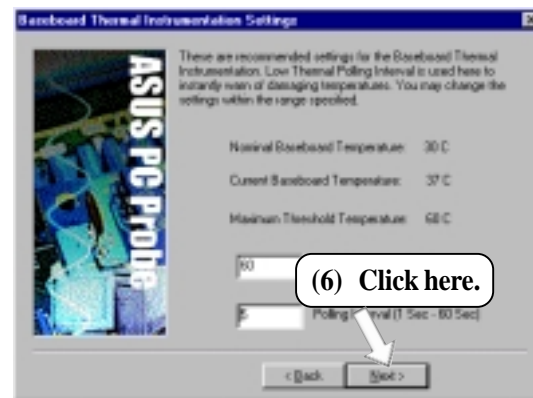 Baseboard Thermal Instrumentation Settings
ASUS PC Probe
These are recommended settings for the Baseboard Thermal
Instrumentation. Low Thermal Polling Interval is used here to
instantly warn of damaging temperatures. You may change the
settings within the range specified.
Nominal Baseboard Temperature: 30 C
Current Baseboard Temperature: 37 C
Maximum Threshold Temperature: 60 C
60
(6) Click here.
5 Polling Interval (1 Sec - 60 Sec)
< Back Next >